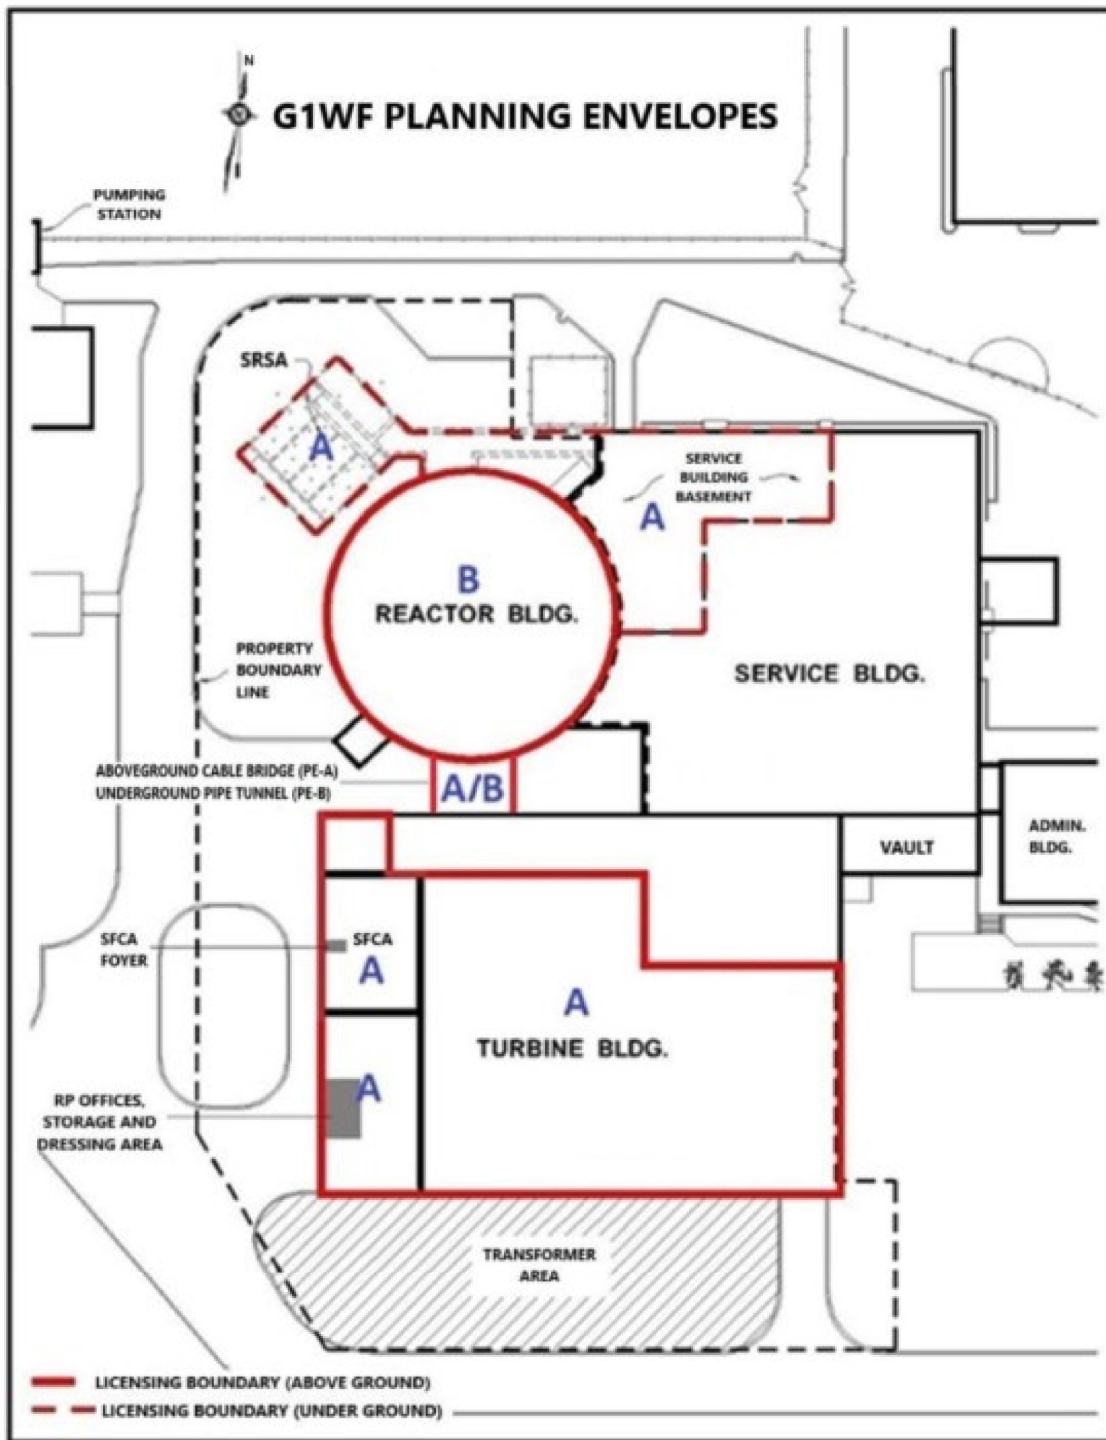 N
G1WF PLANNING ENVELOPES
PUMPING
STATION
SRSA
A
SERVICE
BUILDING
BASEMENT
A
B
REACTOR BLDG.
PROPERTY
BOUNDARY
LINE
SERVICE BLDG.
ABOVEGROUND CABLE BRIDGE (PE-A)
UNDERGROUND PIPE TUNNEL (PE-B)
A/B
VAULT
ADMIN.
BLDG.
SFCA
FOYER
SFCA
A
A
TURBINE BLDG.
A
RP OFFICES,
STORAGE AND
DRESSING AREA
TRANSFORMER
AREA
LICENSING BOUNDARY (ABOVE GROUND)
LICENSING BOUNDARY (UNDER GROUND)